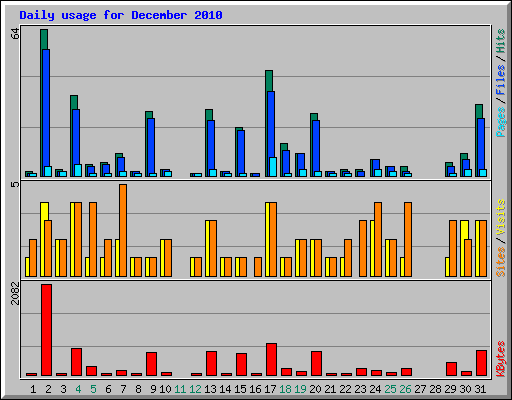 Daily usage for December 2010
64
Pages / Files / Hits
5
Sites / Visits
2082
KBytes
1 2 3 4 5 6 7 8 9 10 11 12 13 14 15 16 17 18 19 20 21 22 23 24 25 26 27 28 29 30 31